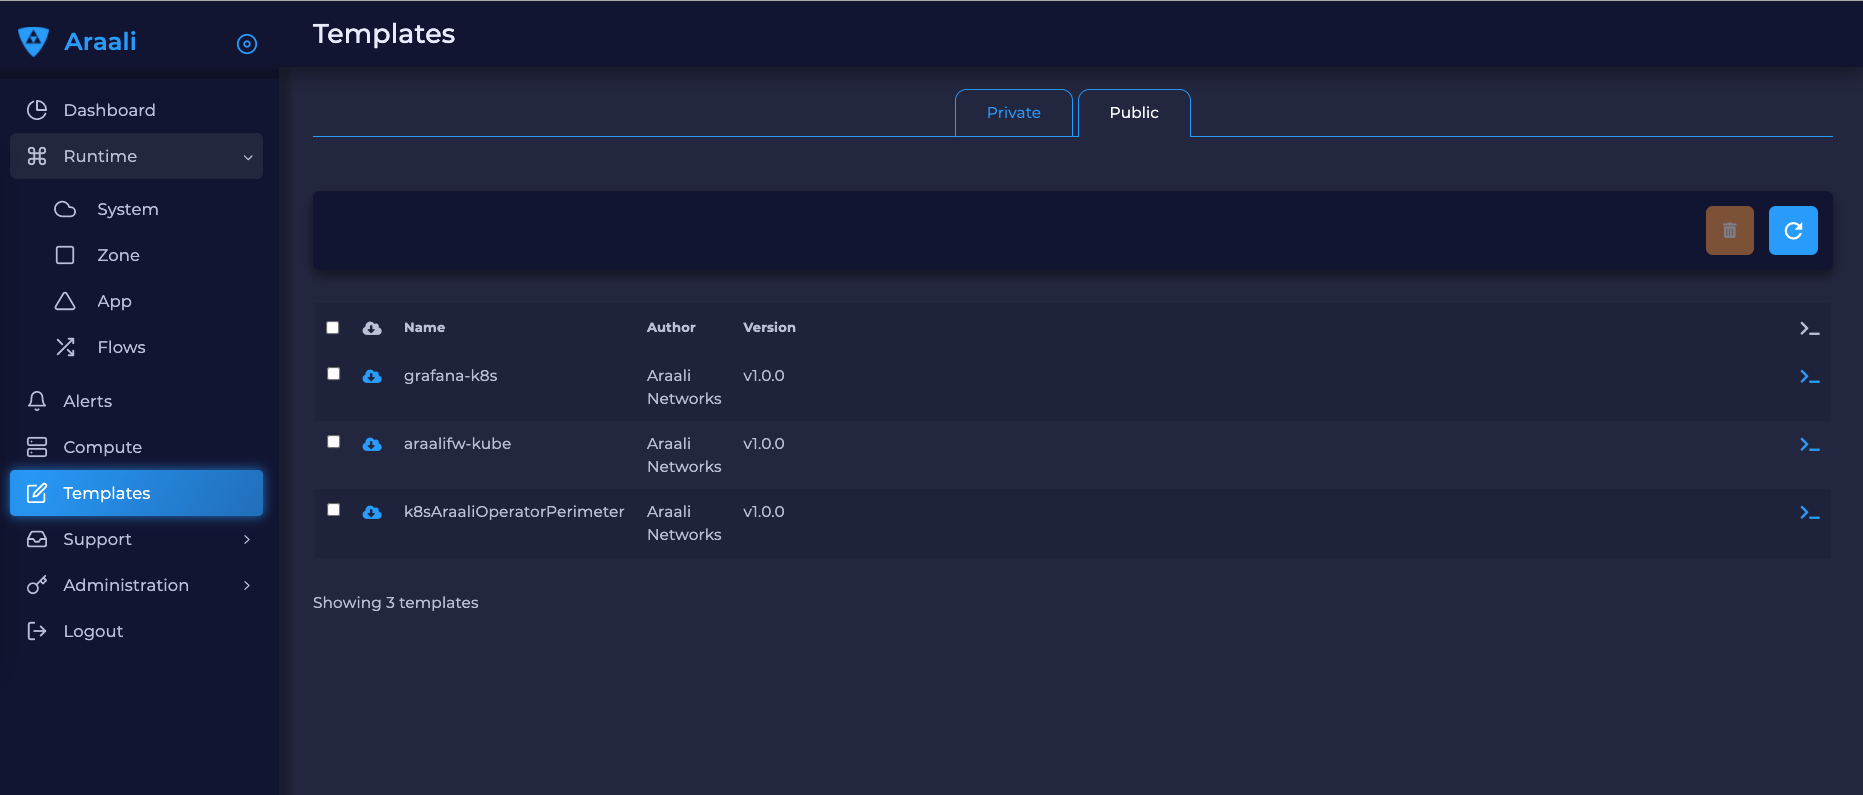 Araali
Templates
Dashboard
Runtime
System
Zone
App
Flows
Alerts
Compute
Templates
Support
Administration
Logout
Private
Public
Name Author Version
grafana-k8s Araali Networks v1.0.0
araalifw-kube Araali Networks v1.0.0
k8sAraaliOperatorPerimeter Araali Networks v1.0.0
Showing 3 templates